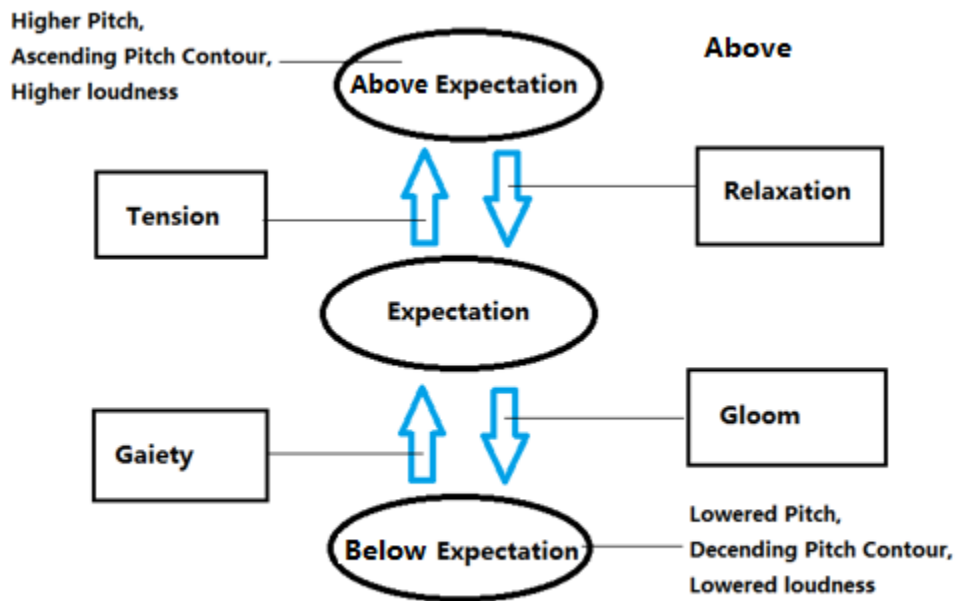 Higher Pitch,
Ascending Pitch Contour,
Higher loudness
Above Expectation
Above
Tension
Relaxation
Expectation
Gaiety
Gloom
Below Expectation
Lowered Pitch,
Decending Pitch Contour,
Lowered loudness